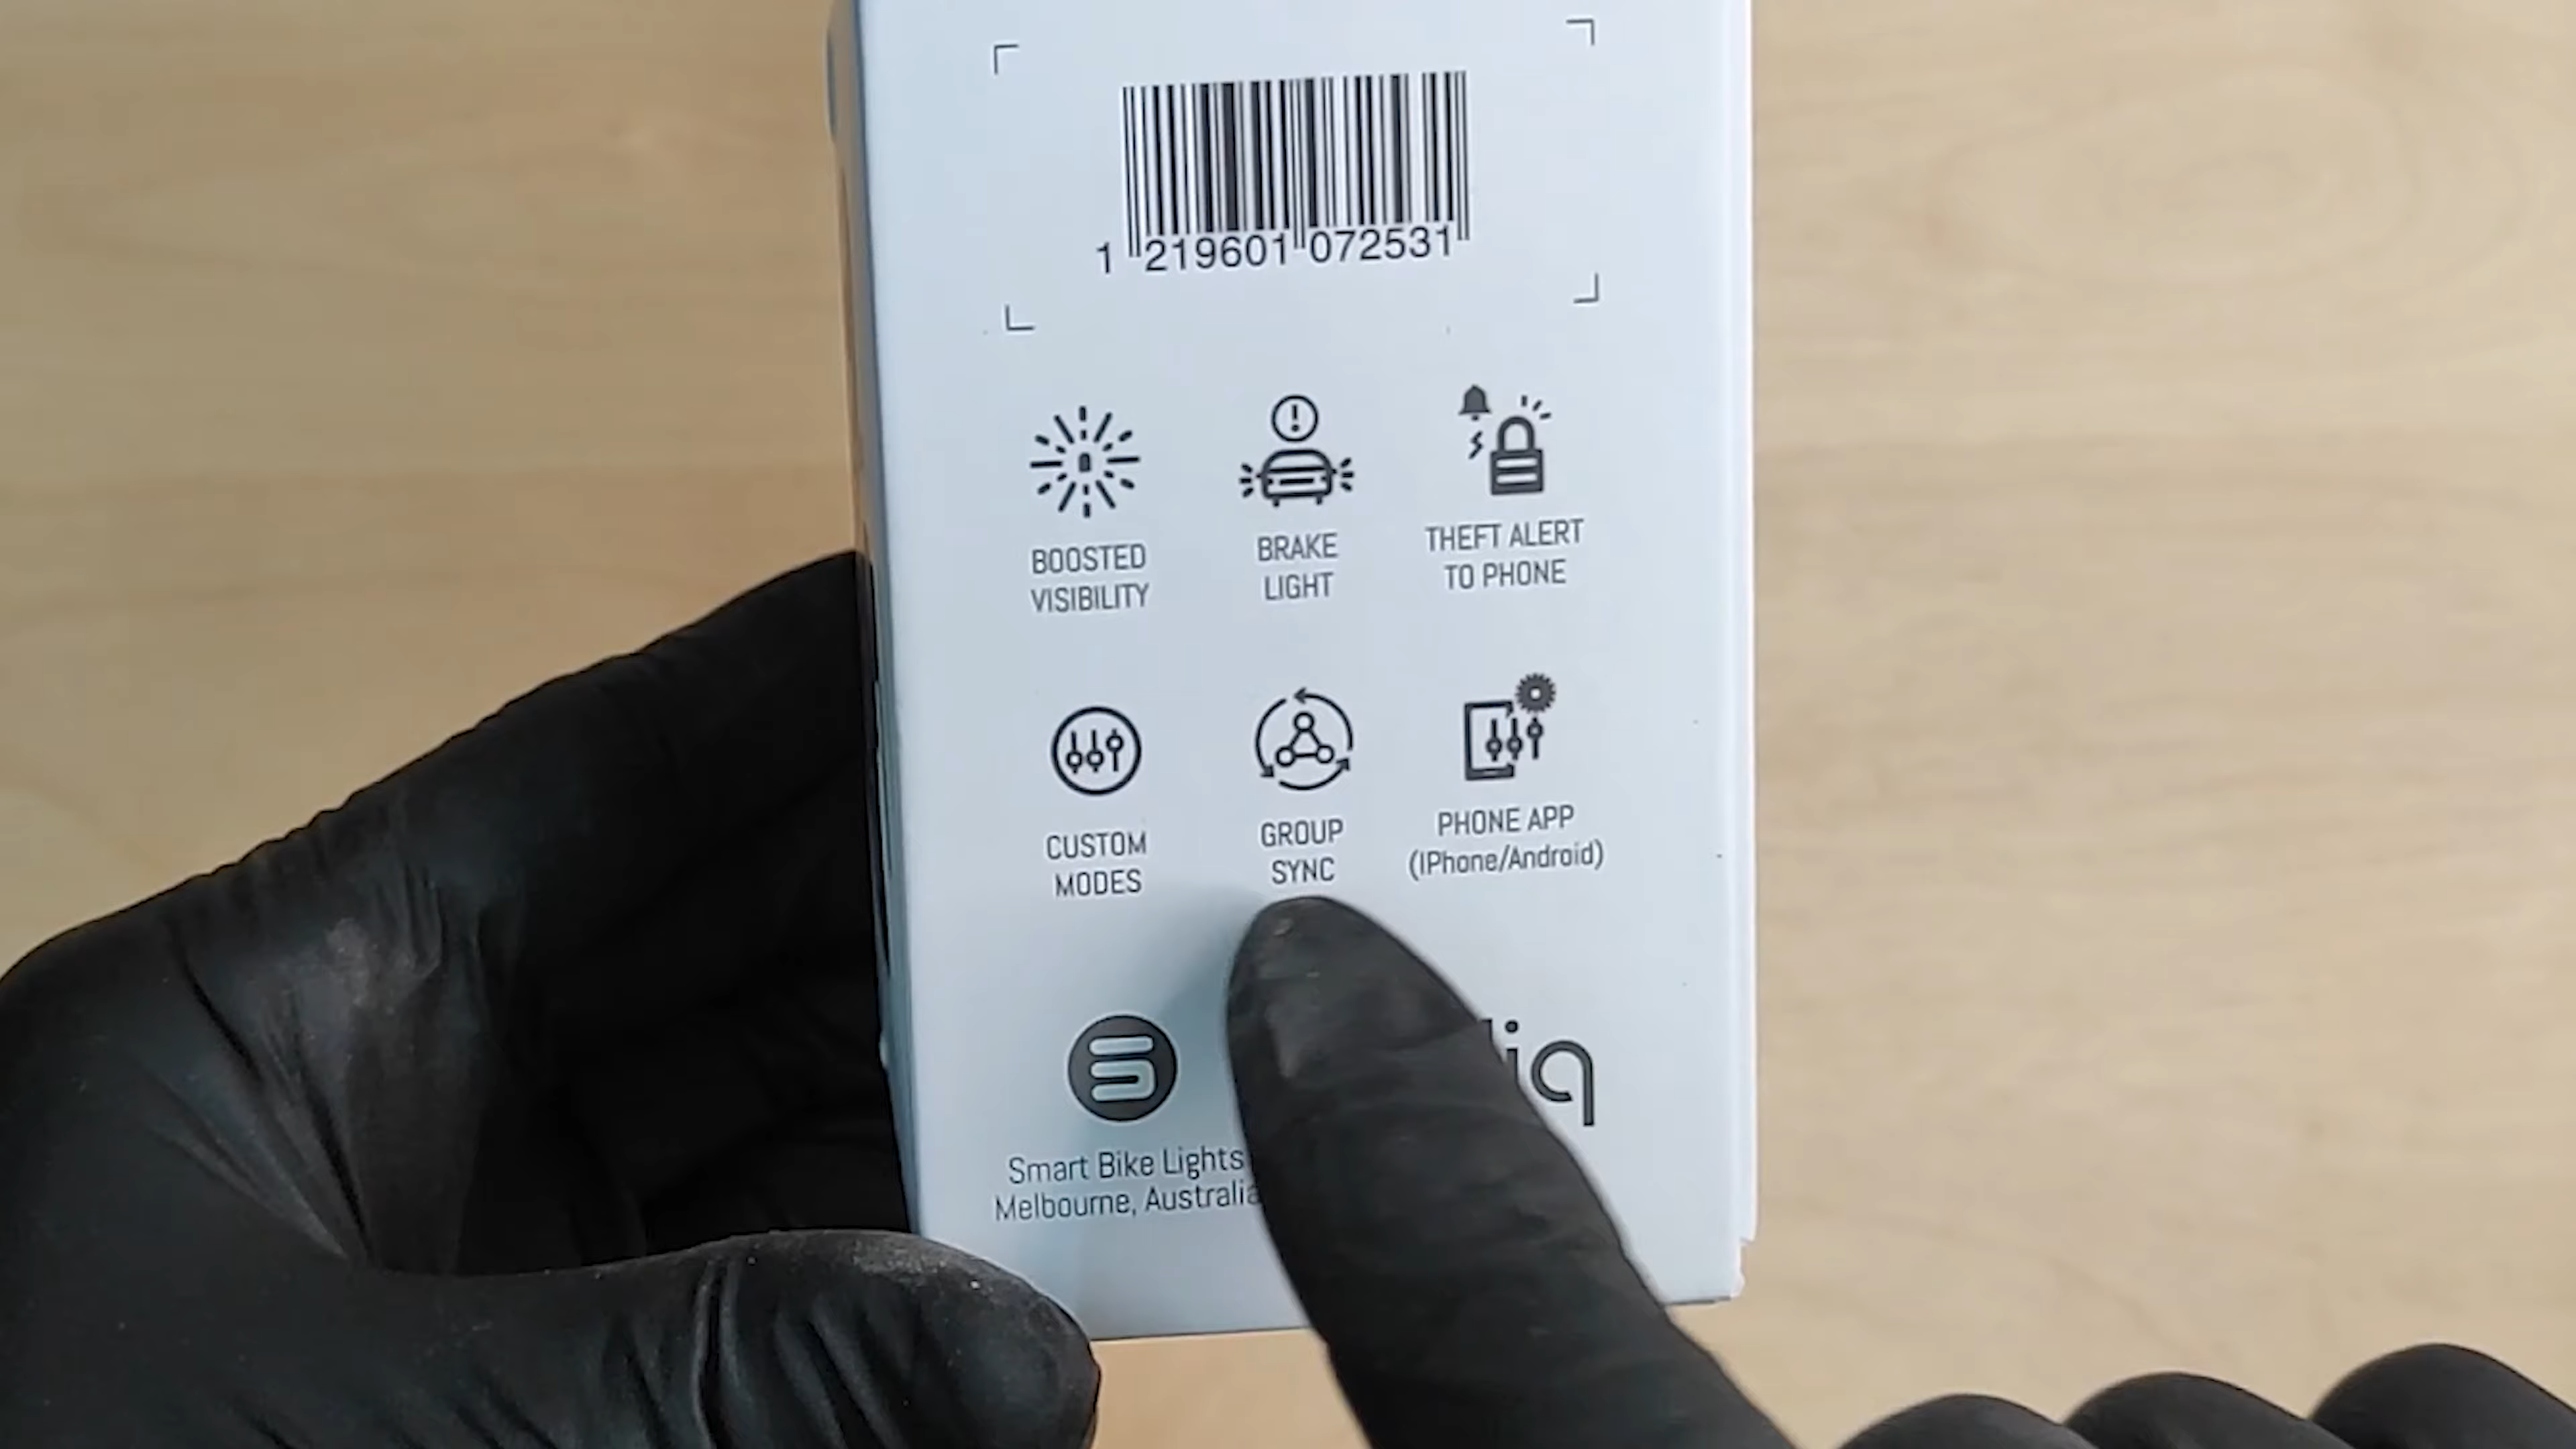 1 219601 072531
BOOSTED
VISIBILITY
BRAKE
LIGHT
THEFT ALERT
TO PHONE
CUSTOM
MODES
GROUP
SYNC
PHONE APP
(IPhone/Android)
Smart Bike Lights
Melbourne, Australia